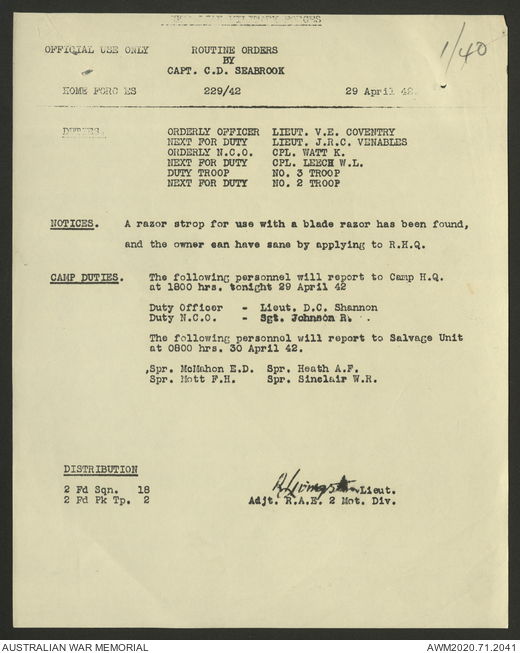 1/40
OFFICIAL USE ONLY ROUTINE ORDERS
BY
CAPT. C.D. SEABROOK
HOME FORCES 229/42 29 April 42.
DUTIES. ORDERLY OFFICER LIEUT. V.E. COVENTRY
NEXT FOR DUTY LIEUT. J.R.C. VENABLES
ORDERLY N.C.O. CPL. WATT K.
NEXT FOR DUTY CPL. LEECH W.L.
DUTY TROOP NO. 3 TROOP
NEXT FOR DUTY NO. 2 TROOP
NOTICES. A razor strop for use with a blade razor has been found,
and the owner can have sane by applying to R.H.Q.
CAMP DUTIES. The following personnel will report to Camp H.Q.
at 1800 hrs. tonight 29 April 42
Duty Officer - Lieut. D.C. Shannon
Duty N.C.O. - Sgt. Johnson R.
The following personnel will report to Salvage Unit
at 0800 hrs. 30 April 42.
Spr. McMahon E.D. Spr. Heath A.F.
Spr. Mott F.H. Spr. Sinclair W.R.
DISTRIBUTION
2 Fd Sqn. 18 Lieut.
2 Fd Pk Tp. 2 Adjt. R.A.E. 2 Mot. Div.
AUSTRALIAN WAR MEMORIAL AWM2020.71.2041